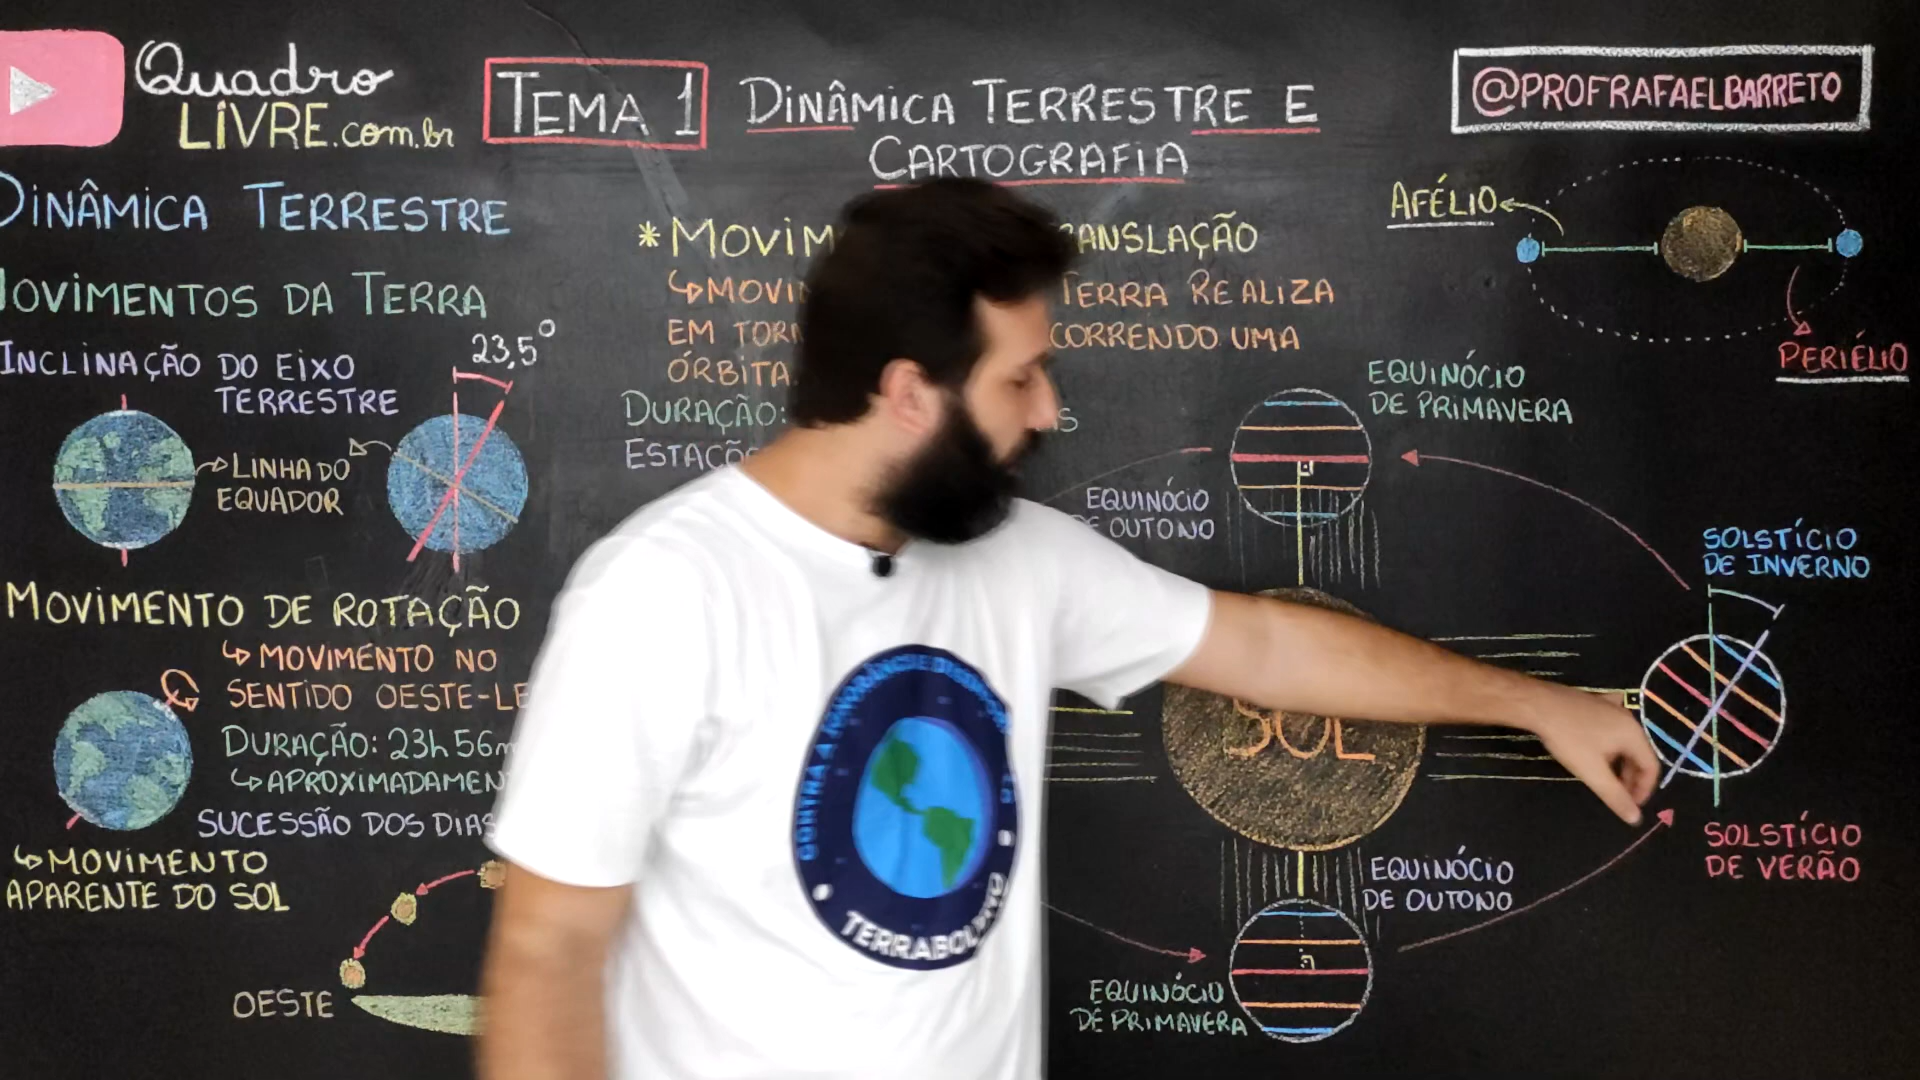 Quadro
LIVRE.com.br
TEMA 1
DINÂMICA TERRESTRE E
CARTOGRAFIA
@PROFRAFAELBARRETO
DINÂMICA TERRESTRE
MOVIMENTOS DA TERRA
INCLINAÇÃO DO EIXO
TERRESTRE
23,5°
LINHA DO
EQUADOR
MOVIMENTO DE ROTAÇÃO
MOVIMENTO NO
SENTIDO OESTE-LE
DURAÇÃO: 23h 56m
APROXIMADAMEN
SUCESSÃO DOS DIAS
MOVIMENTO
APARENTE DO SOL
OESTE
*MOVIM ANSLAÇÃO
MOVI TERRA REALIZA
EM TORN CORRENDO UMA
ÓRBITA
DURAÇÃO:
ESTAÇÕ
AFÉLIO
PERIÉLIO
EQUINÓCIO
DE PRIMAVERA
EQUINÓCIO
DE OUTONO
SOLSTÍCIO
DE INVERNO
SOL
SOLSTÍCIO
DE VERÃO
EQUINÓCIO
DE OUTONO
EQUINÓCIO
DE PRIMAVERA
CONTRA A IGNORÂNCIA E
TERRABOL